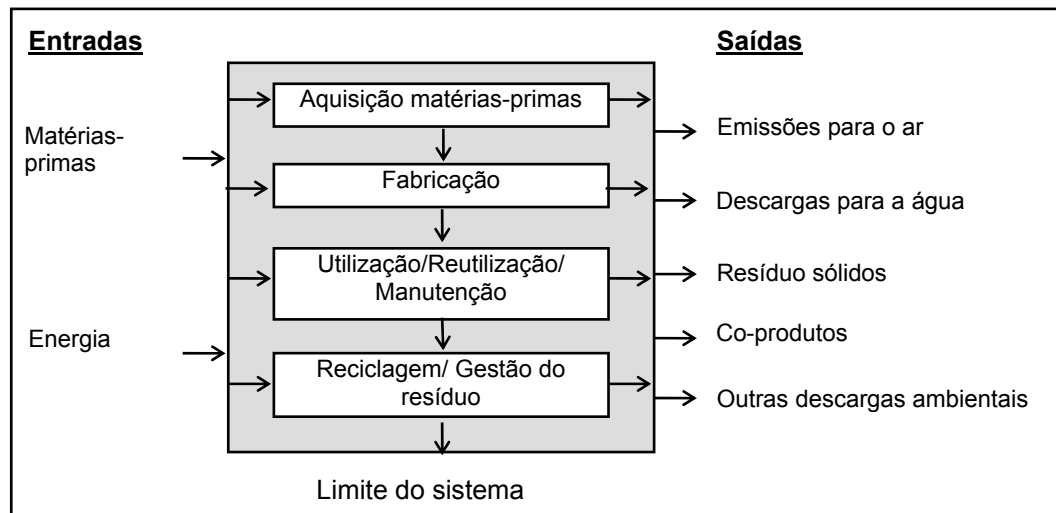 Entradas
Saídas
Aquisição matérias-primas
Matérias-
primas
Emissões para o ar
Fabricação
Descargas para a água
Utilização/Reutilização/
Manutenção
Resíduo sólidos
Energia
Co-produtos
Reciclagem/ Gestão do
resíduo
Outras descargas ambientais
Limite do sistema